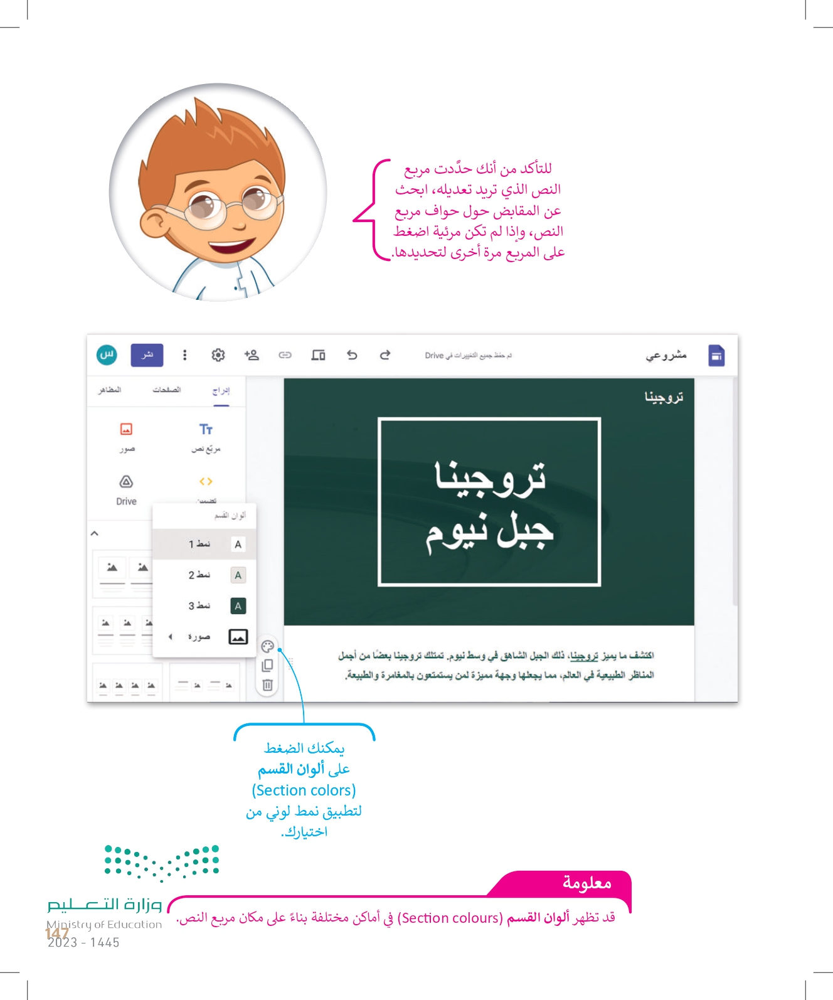 للتأكد من أنك حدَّدت مربع
النص الذي تريد تعديله، ابحث
عن المقابض حول حواف مربع
النص، وإذا لم تكن مرئية اضغط
على المربع مرة أخرى لتحديدها.
مشروعي
تم حفظ جميع التغييرات في Drive
نشر
س
إدراج
الصفحات
المظاهر
مربّع نص
صور
تضمين
Drive
ألوان القسم
A نمط 1
A نمط 2
A نمط 3
صورة
تروجينا
تروجينا
جبل نيوم
اكتشف ما يميز تروجينا، ذلك الجبل الشاهق في وسط نيوم. تمتلك تروجينا بعضًا من أجمل
المناظر الطبيعية في العالم، مما يجعلها وجهة مميزة لمن يستمتعون بالمغامرة والطبيعة.
يمكنك الضغط
على ألوان القسم
(Section colors)
لتطبيق نمط لوني من
اختيارك.
معلومة
قد تظهر ألوان القسم (Section colours) في أماكن مختلفة بناءً على مكان مربع النص.
وزارة التعليم
Ministry of Education
147
2023 - 1445